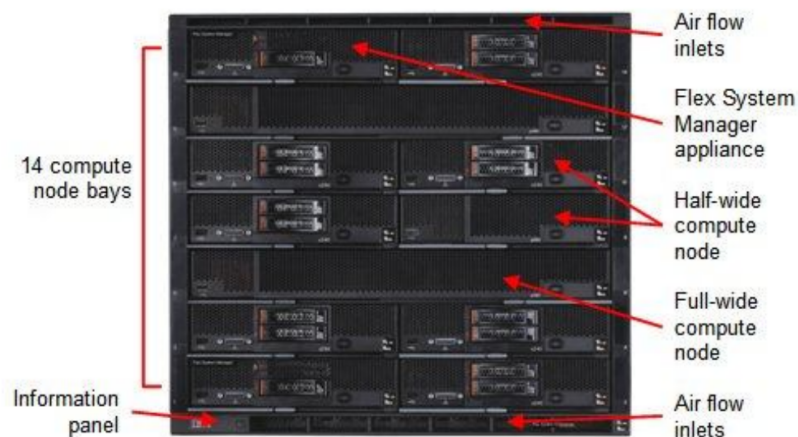 Air flow
inlets
Flex System
Manager
appliance
14 compute
node bays
Half-wide
compute
node
Full-wide
compute
node
Information
panel
Air flow
inlets